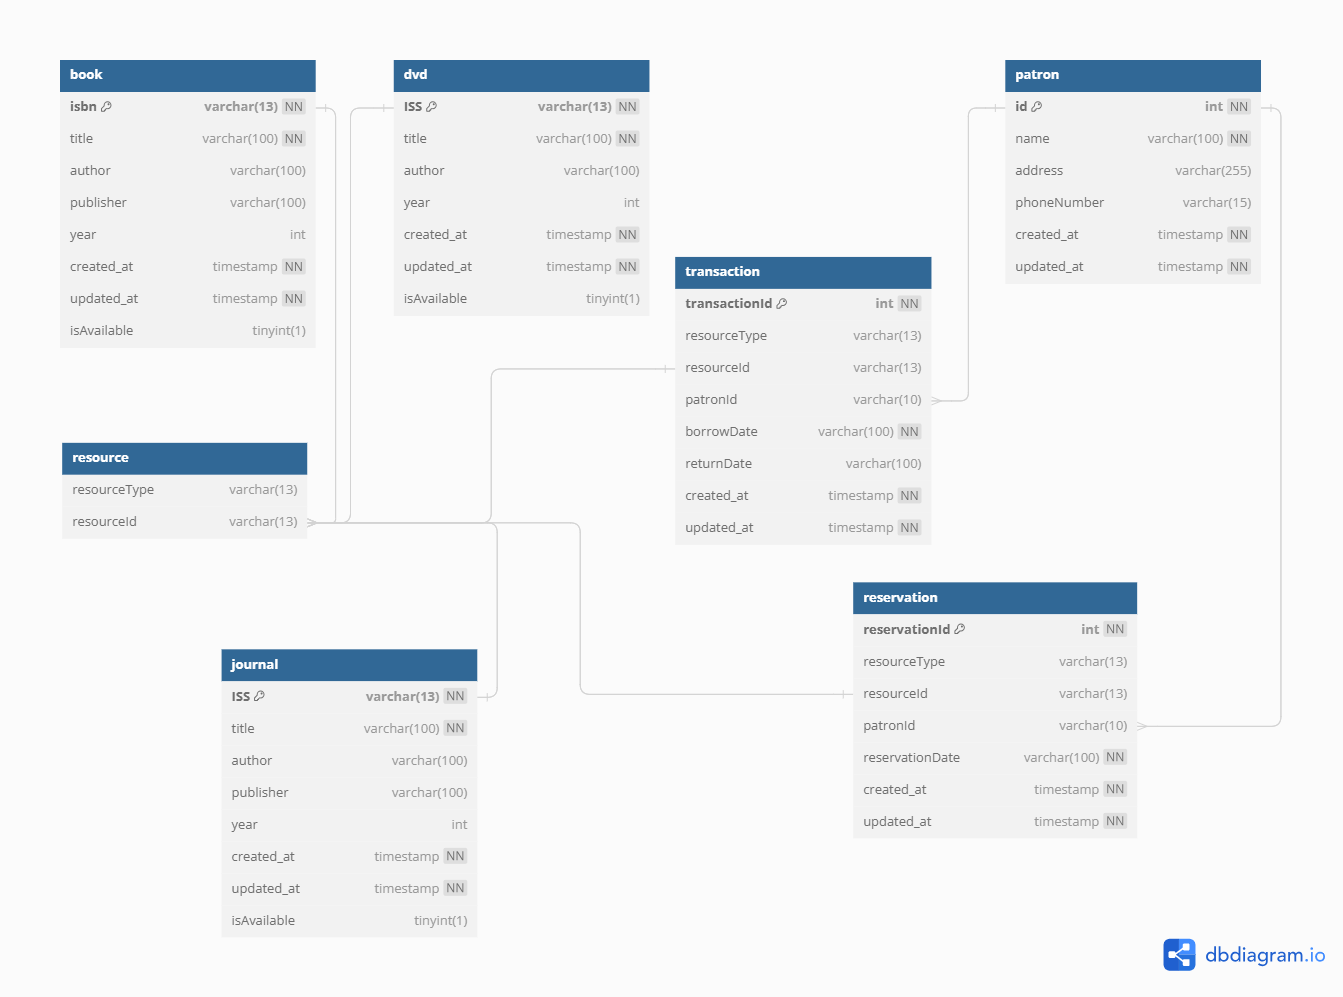 book
isbn varchar(13) NN
title varchar(100) NN
author varchar(100)
publisher varchar(100)
year int
created_at timestamp NN
updated_at timestamp NN
isAvailable tinyint(1)
dvd
ISS varchar(13) NN
title varchar(100) NN
author varchar(100)
year int
created_at timestamp NN
updated_at timestamp NN
isAvailable tinyint(1)
patron
id int NN
name varchar(100) NN
address varchar(255)
phoneNumber varchar(15)
created_at timestamp NN
updated_at timestamp NN
transaction
transactionId int NN
resourceType varchar(13)
resourceId varchar(13)
patronId varchar(10)
borrowDate varchar(100) NN
returnDate varchar(100)
created_at timestamp NN
updated_at timestamp NN
resource
resourceType varchar(13)
resourceId varchar(13)
reservation
reservationId int NN
resourceType varchar(13)
resourceId varchar(13)
patronId varchar(10)
reservationDate varchar(100) NN
created_at timestamp NN
updated_at timestamp NN
journal
ISS varchar(13) NN
title varchar(100) NN
author varchar(100)
publisher varchar(100)
year int
created_at timestamp NN
updated_at timestamp NN
isAvailable tinyint(1)
dbdiagram.io